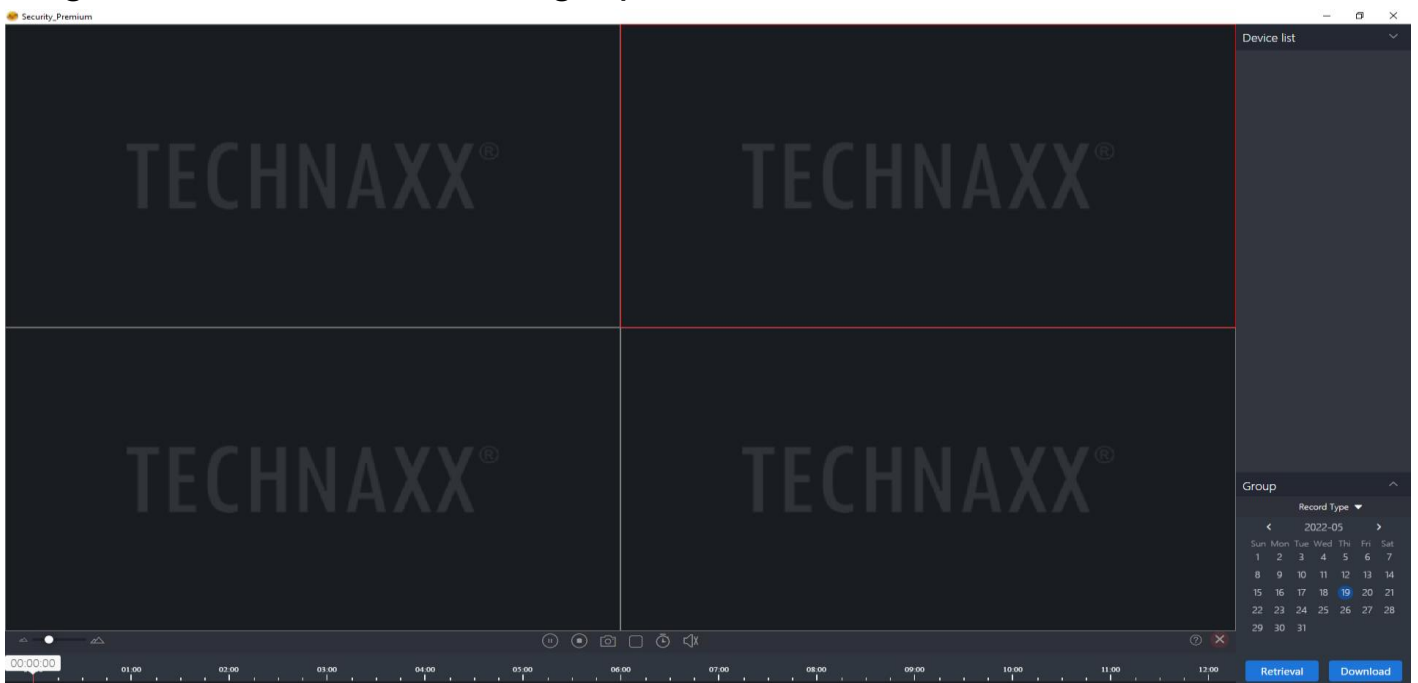 Security_Premium
Device list
TECHNAXX®
TECHNAXX®
TECHNAXX®
TECHNAXX®
Group
Record Type
2022-05
Sun Mon Tue Wed Thi Fri Sat
1 2 3 4 5 6 7
8 9 10 11 12 13 14
15 16 17 18 19 20 21
22 23 24 25 26 27 28
29 30 31
00:00:00 01:00 02:00 03:00 04:00 05:00 06:00 07:00 08:00 09:00 10:00 11:00 12:00
Retrieval Download